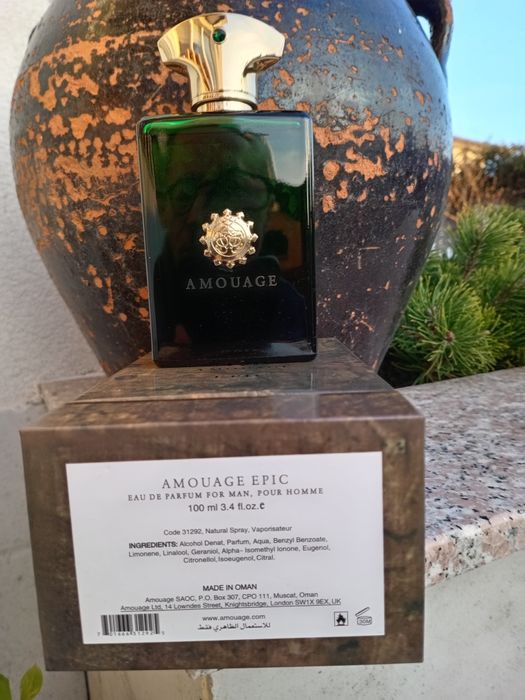 AMOUAGE
AMOUAGE EPIC
EAU DE PARFUM FOR MAN, POUR HOMME
100 ml 3.4 fl.oz.℮
Code 31292, Natural Spray, Vaporisateur
INGREDIENTS: Alcohol Denat, Parfum, Aqua, Benzyl Benzoate,
Limonene, Linalool, Geraniol, Alpha- Isomethyl Ionone, Eugenol,
Citronellol, Isoeugenol, Citral.
MADE IN OMAN
Amouage SAOC, P.O. Box 307, CPO 111, Muscat, Oman
Amouage Ltd, 14 Lowndes Street, Knightsbridge, London SW1X 9EX, UK
www.amouage.com
للاستعمال الظاهري فقط
30M